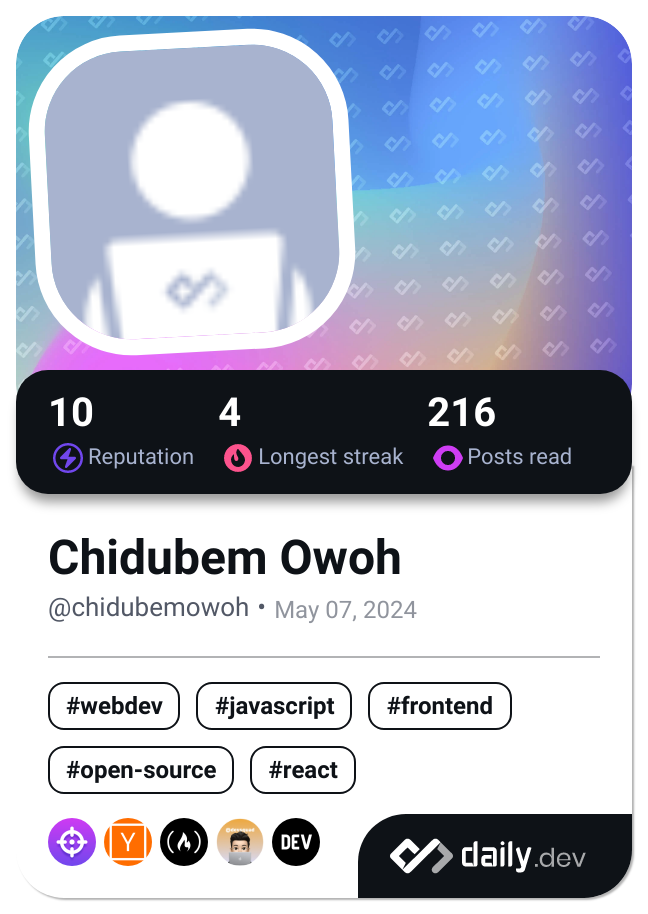 10 4 216
Reputation Longest streak Posts read
Chidubem Owoh
@chidubemowoh • May 07, 2024
#webdev #javascript #frontend
#open-source #react
Y DEV
daily.dev